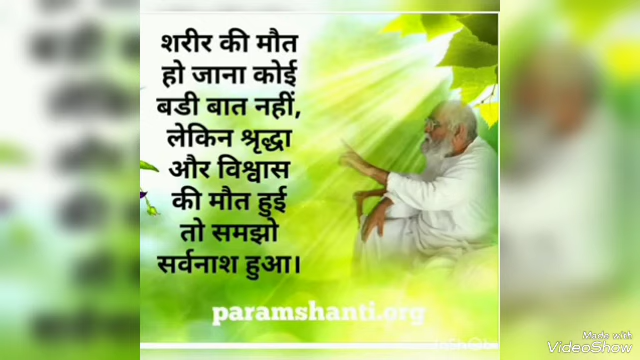 शरीर की मौत
हो जाना कोई
बडी बात नहीं,
लेकिन श्रृद्धा
और विश्वास
की मौत हुई
तो समझो
सर्वनाश हुआ।
paramshanti.org
Made with
VideoShow